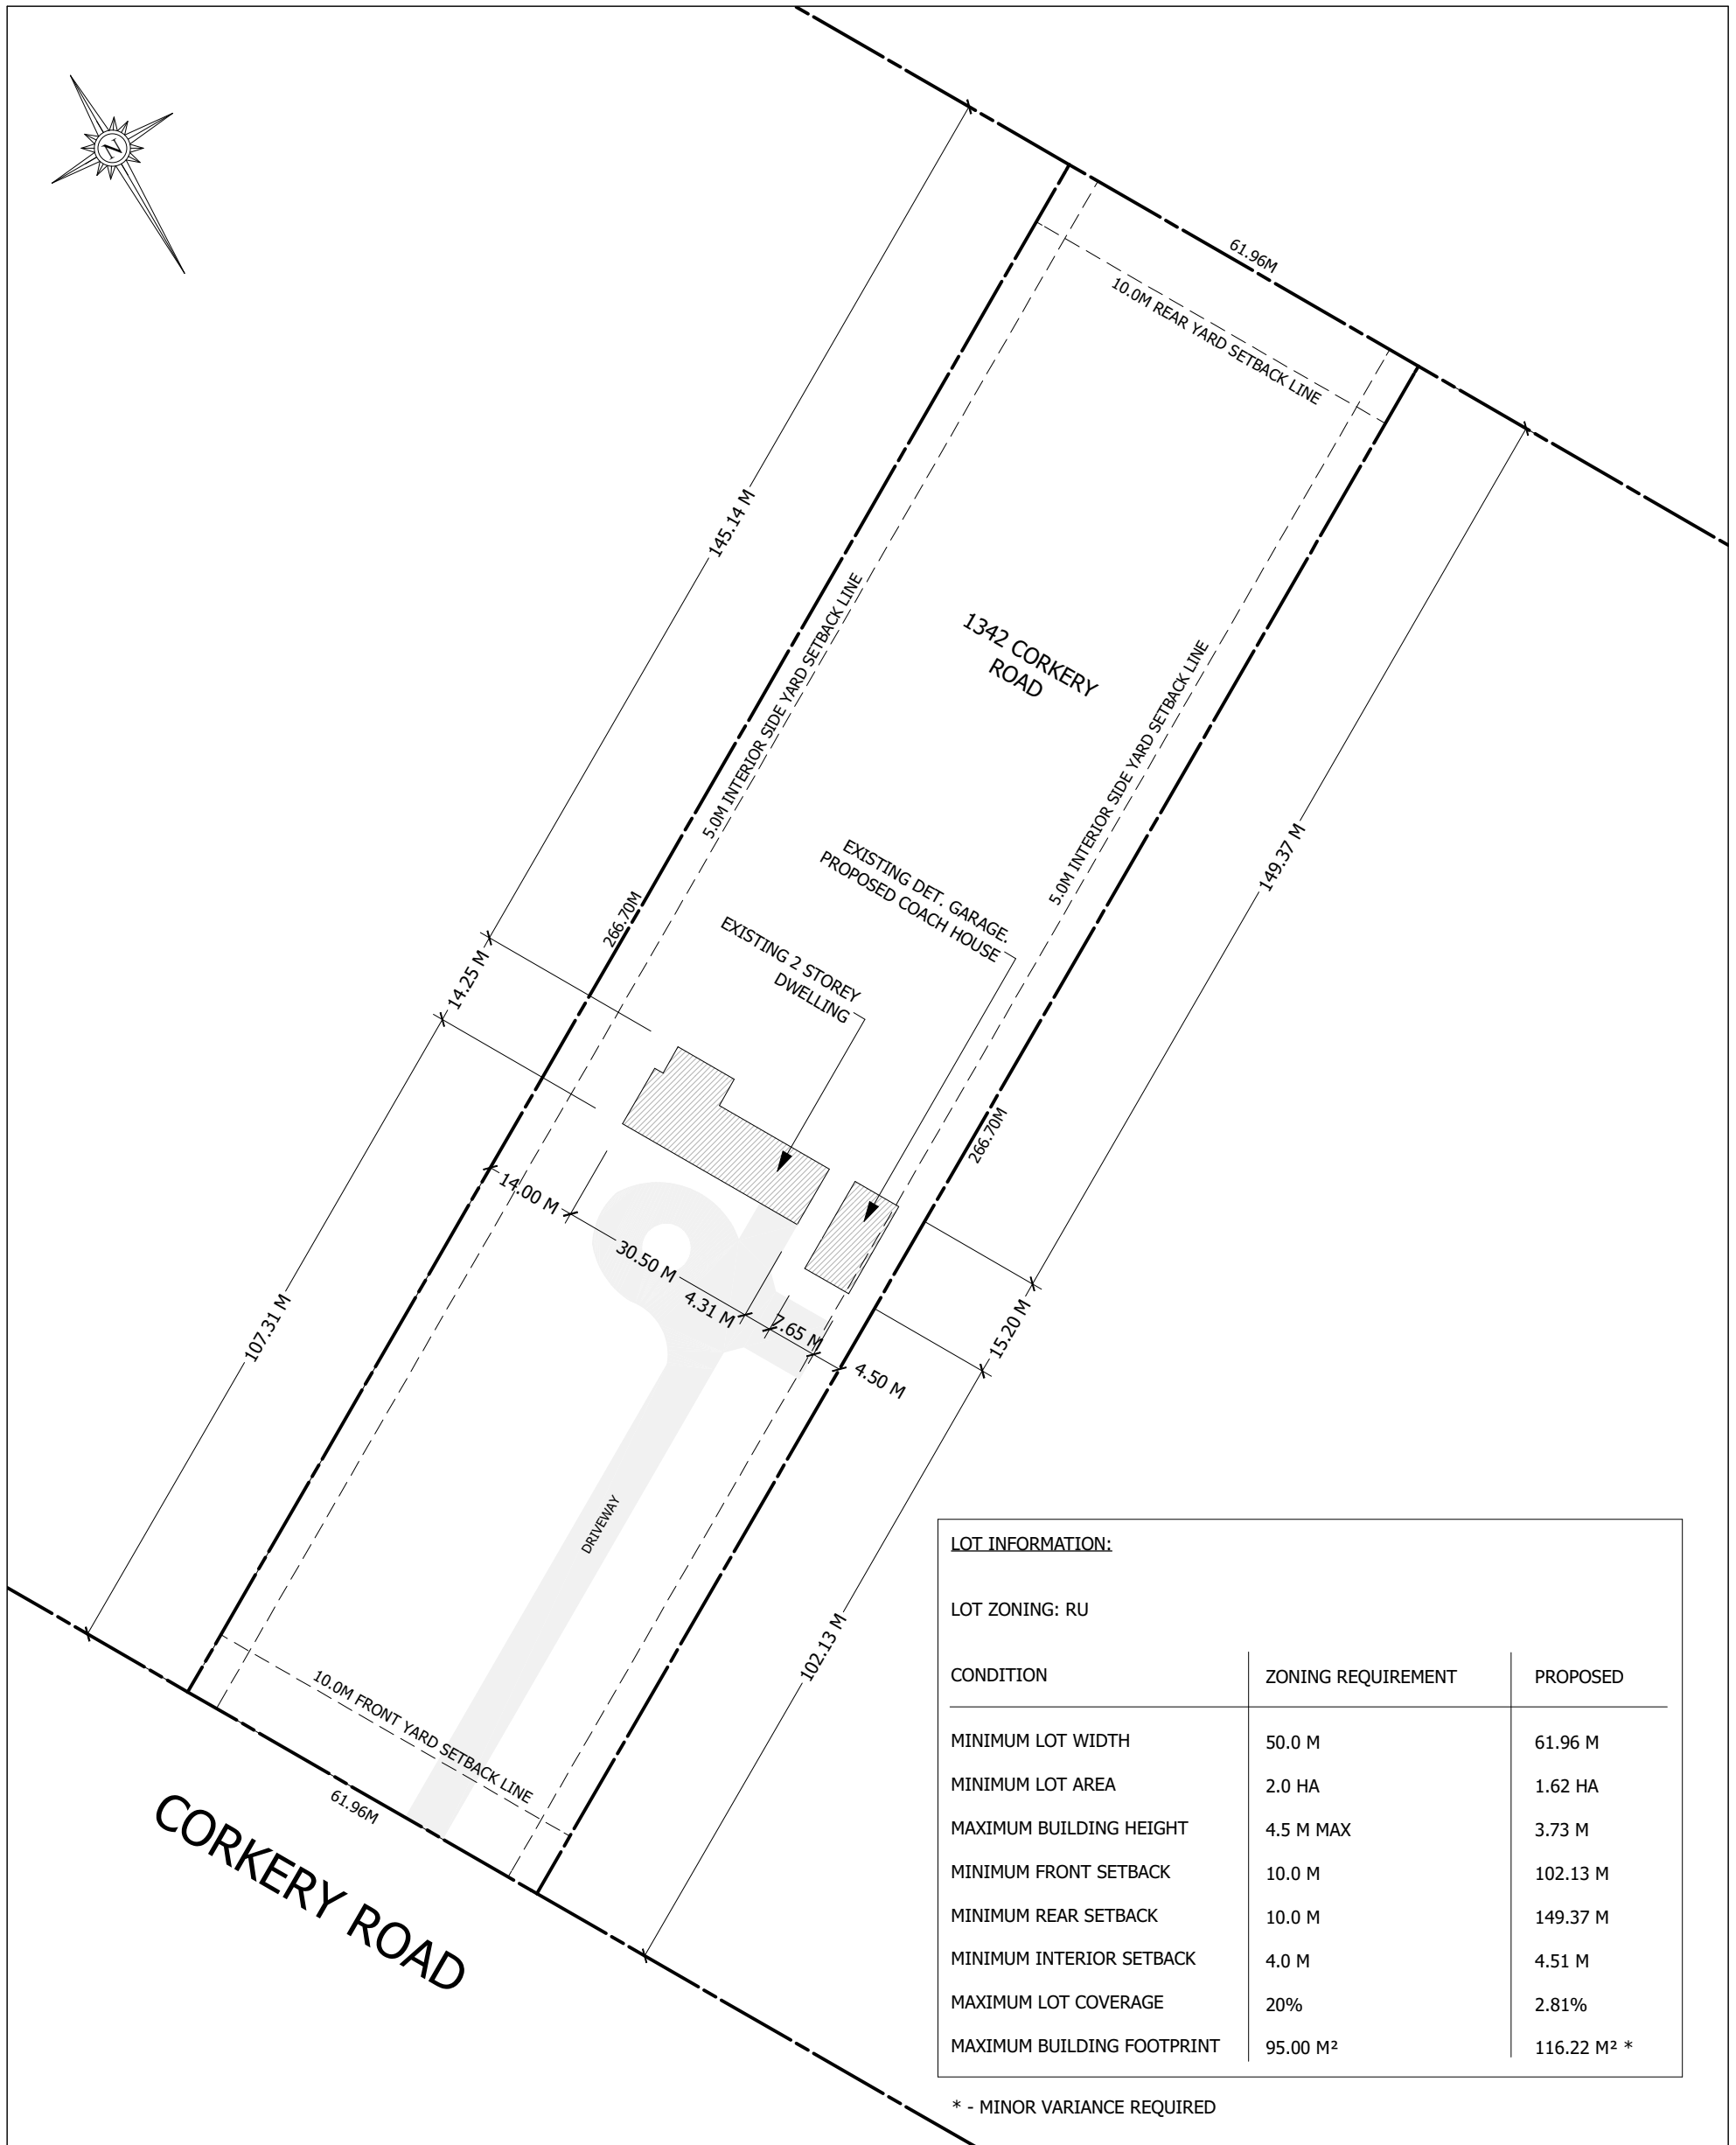 N
61.96M
10.0M REAR YARD SETBACK LINE
145.14 M
5.0M INTERIOR SIDE YARD SETBACK LINE
1342 CORKERY
ROAD
5.0M INTERIOR SIDE YARD SETBACK LINE
149.37 M
EXISTING DET. GARAGE.
PROPOSED COACH HOUSE
266.70M
EXISTING 2 STOREY
DWELLING
14.25 M
266.70M
14.00 M
30.50 M
4.31 M
7.65 M
4.50 M
15.20 M
107.31 M
DRIVEWAY
102.13 M
10.0M FRONT YARD SETBACK LINE
61.96M
CORKERY ROAD
LOT INFORMATION:
LOT ZONING: RU
CONDITION ZONING REQUIREMENT PROPOSED
MINIMUM LOT WIDTH 50.0 M 61.96 M
MINIMUM LOT AREA 2.0 HA 1.62 HA
MAXIMUM BUILDING HEIGHT 4.5 M MAX 3.73 M
MINIMUM FRONT SETBACK 10.0 M 102.13 M
MINIMUM REAR SETBACK 10.0 M 149.37 M
MINIMUM INTERIOR SETBACK 4.0 M 4.51 M
MAXIMUM LOT COVERAGE 20% 2.81%
MAXIMUM BUILDING FOOTPRINT 95.00 M² 116.22 M² *
* - MINOR VARIANCE REQUIRED